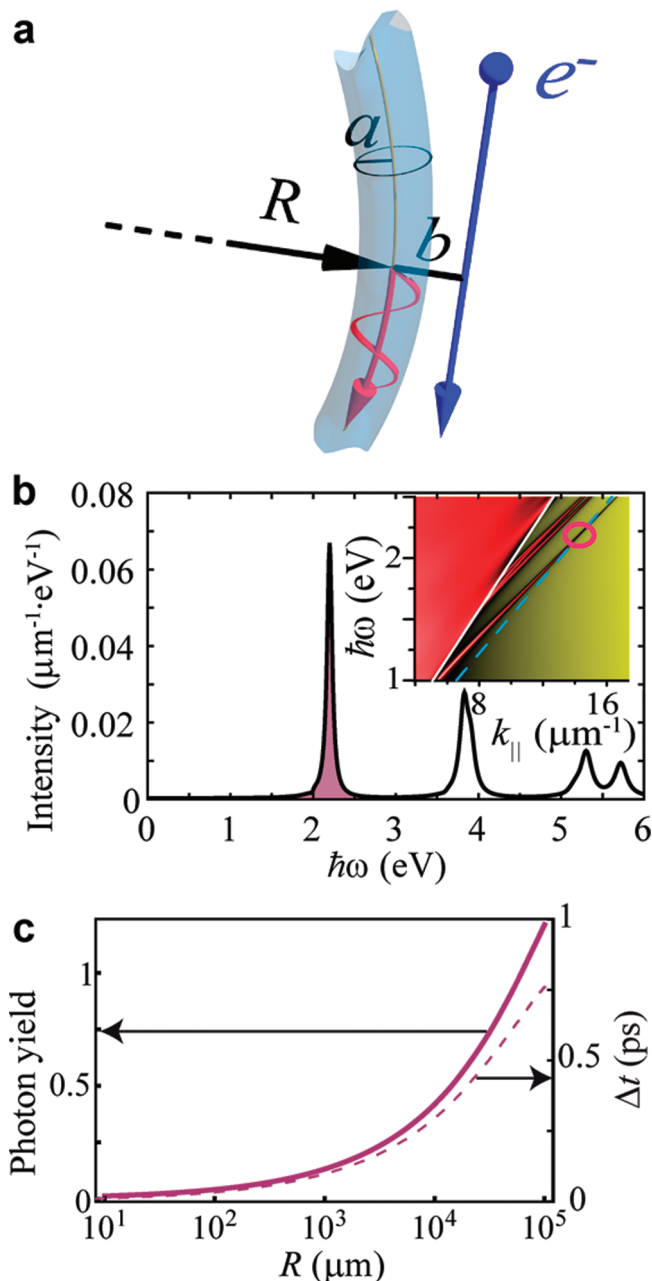 a
e⁻
a
R
b
b
Intensity (μm⁻¹·eV⁻¹)
0.08
0.06
0.04
0.02
0
0 1 2 3 4 5 6
ħω (eV)
ħω (eV)
2
1
8 16
k|| (μm⁻¹)
c
Photon yield
1
0.5
0
1
0.5
0
Δt (ps)
10¹ 10² 10³ 10⁴ 10⁵
R (μm)